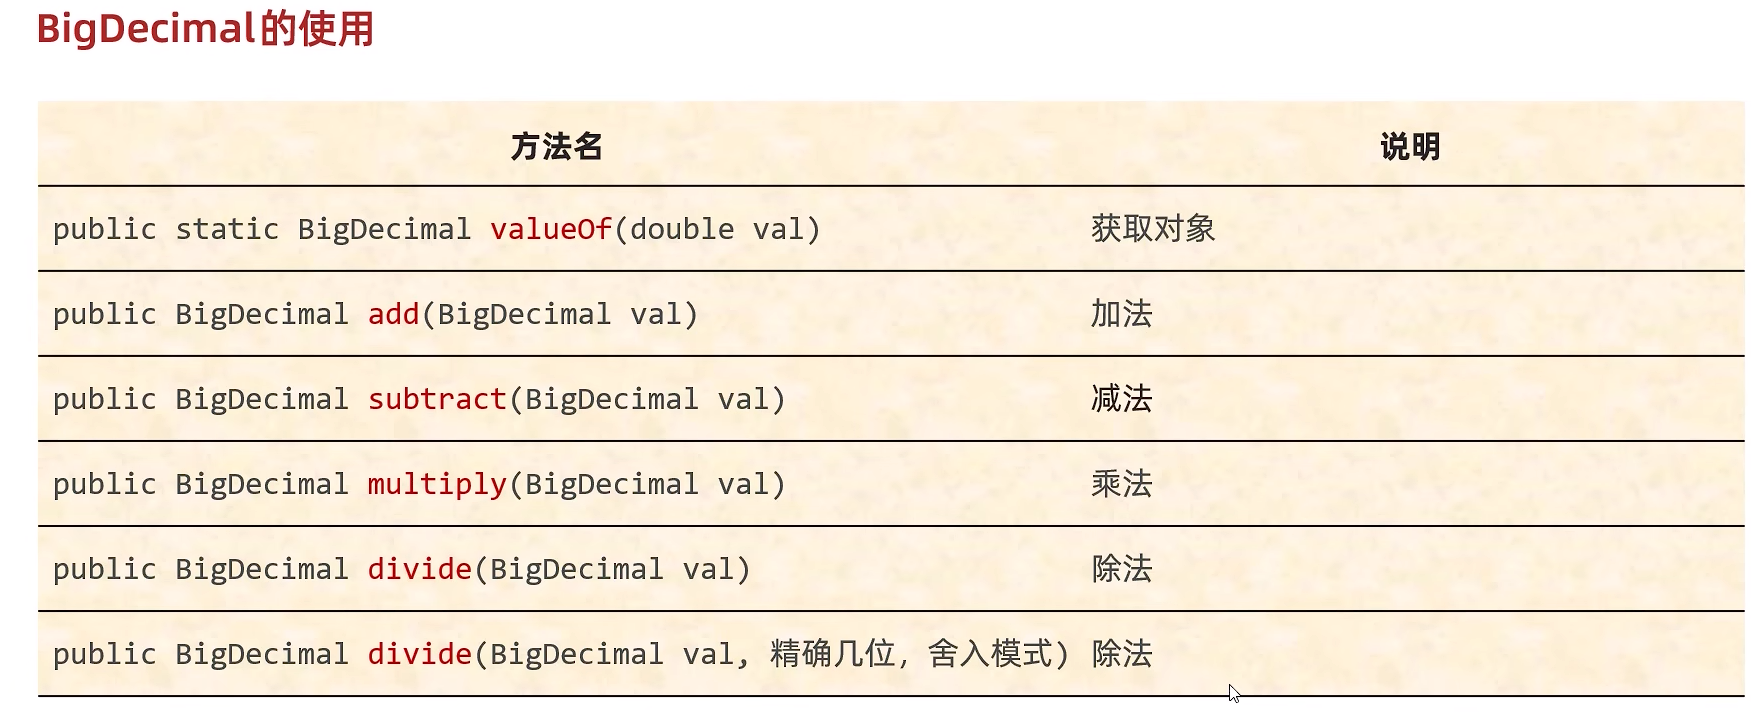 BigDecimal的使用
方法名 说明
public static BigDecimal valueOf(double val) 获取对象
public BigDecimal add(BigDecimal val) 加法
public BigDecimal subtract(BigDecimal val) 减法
public BigDecimal multiply(BigDecimal val) 乘法
public BigDecimal divide(BigDecimal val) 除法
public BigDecimal divide(BigDecimal val, 精确几位, 舍入模式) 除法